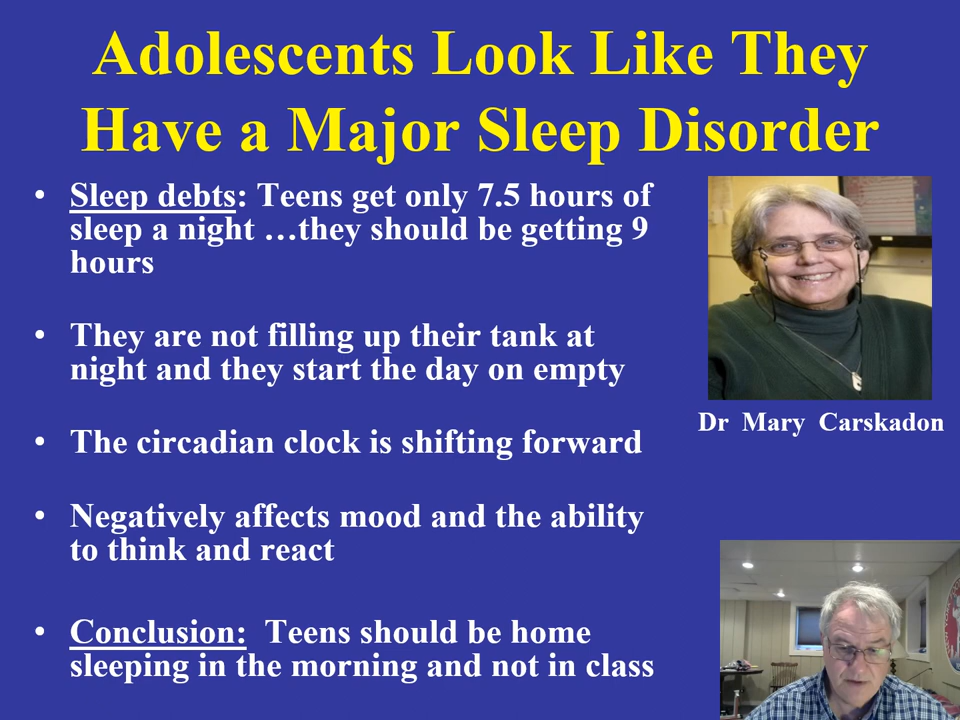 Adolescents Look Like They
Have a Major Sleep Disorder
• Sleep debts: Teens get only 7.5 hours of
sleep a night …they should be getting 9
hours
• They are not filling up their tank at
night and they start the day on empty
• The circadian clock is shifting forward
• Negatively affects mood and the ability
to think and react
• Conclusion: Teens should be home
sleeping in the morning and not in class
Dr Mary Carskadon